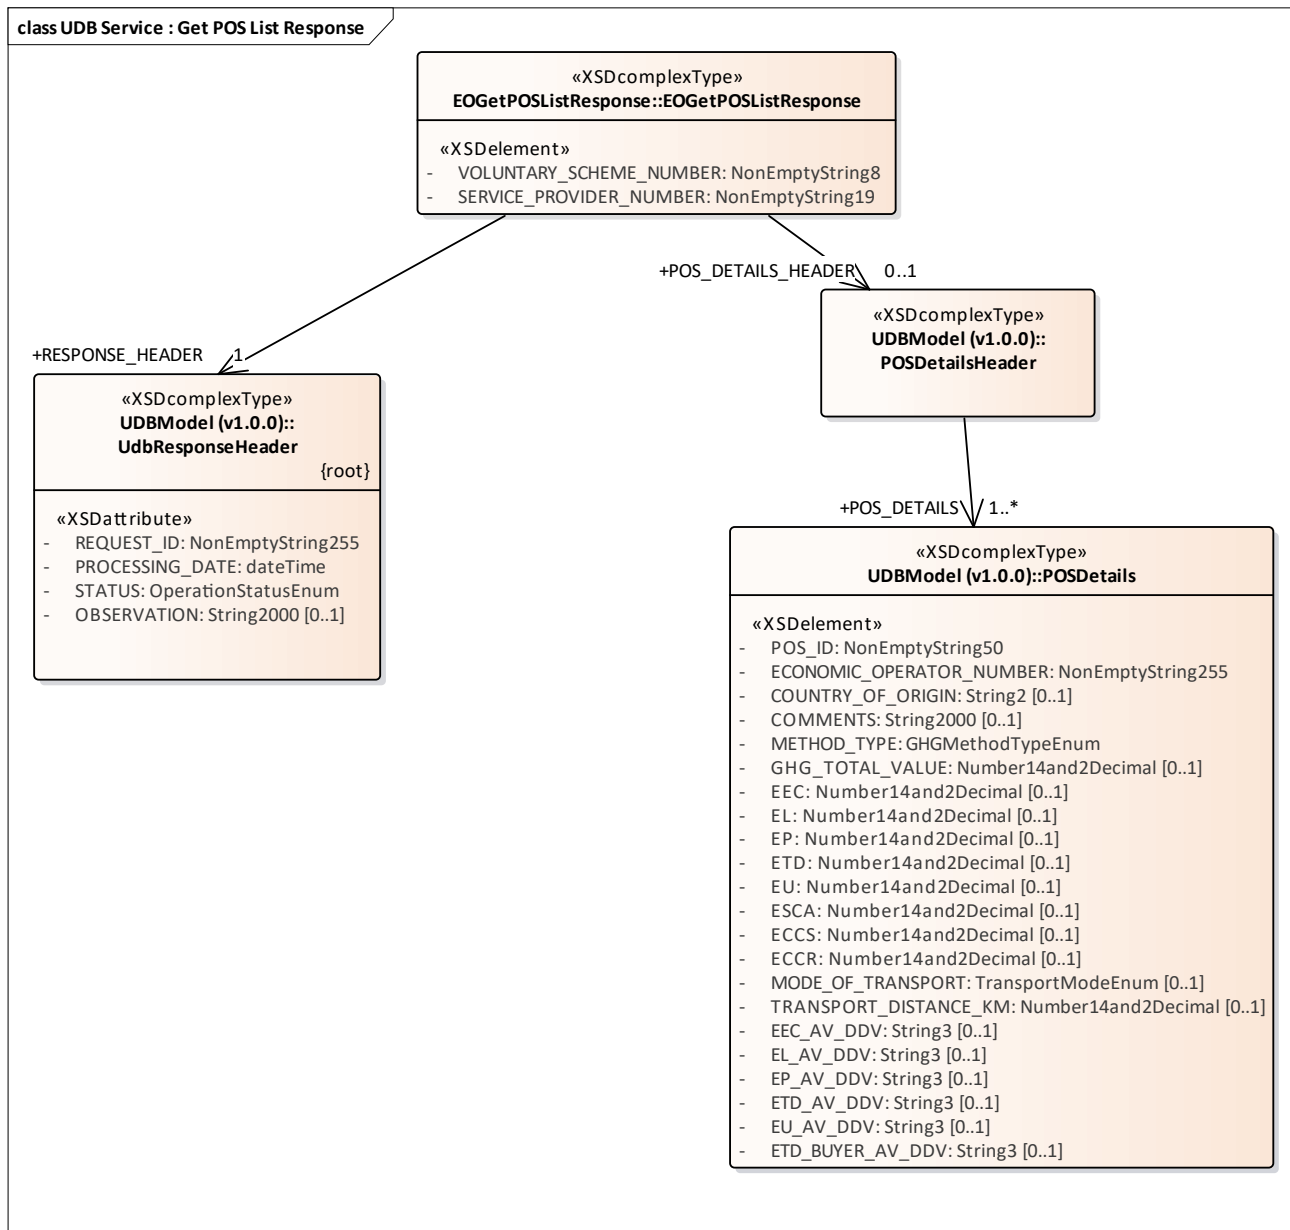 class UDB Service : Get POS List Response
«XSDcomplexType»
EOGetPOSListResponse::EOGetPOSListResponse
«XSDelement»
- VOLUNTARY_SCHEME_NUMBER: NonEmptyString8
- SERVICE_PROVIDER_NUMBER: NonEmptyString19
+POS_DETAILS_HEADER 0..1
«XSDcomplexType»
UDBModel (v1.0.0)::
POSDetailsHeader
+RESPONSE_HEADER 1
«XSDcomplexType»
UDBModel (v1.0.0)::
UdbResponseHeader
{root}
«XSDattribute»
- REQUEST_ID: NonEmptyString255
- PROCESSING_DATE: dateTime
- STATUS: OperationStatusEnum
- OBSERVATION: String2000 [0..1]
+POS_DETAILS 1..*
«XSDcomplexType»
UDBModel (v1.0.0)::POSDetails
«XSDelement»
- POS_ID: NonEmptyString50
- ECONOMIC_OPERATOR_NUMBER: NonEmptyString255
- COUNTRY_OF_ORIGIN: String2 [0..1]
- COMMENTS: String2000 [0..1]
- METHOD_TYPE: GHGMethodTypeEnum
- GHG_TOTAL_VALUE: Number14and2Decimal [0..1]
- EEC: Number14and2Decimal [0..1]
- EL: Number14and2Decimal [0..1]
- EP: Number14and2Decimal [0..1]
- ETD: Number14and2Decimal [0..1]
- EU: Number14and2Decimal [0..1]
- ESCA: Number14and2Decimal [0..1]
- ECCS: Number14and2Decimal [0..1]
- ECCR: Number14and2Decimal [0..1]
- MODE_OF_TRANSPORT: TransportModeEnum [0..1]
- TRANSPORT_DISTANCE_KM: Number14and2Decimal [0..1]
- EEC_AV_DDV: String3 [0..1]
- EL_AV_DDV: String3 [0..1]
- EP_AV_DDV: String3 [0..1]
- ETD_AV_DDV: String3 [0..1]
- EU_AV_DDV: String3 [0..1]
- ETD_BUYER_AV_DDV: String3 [0..1]